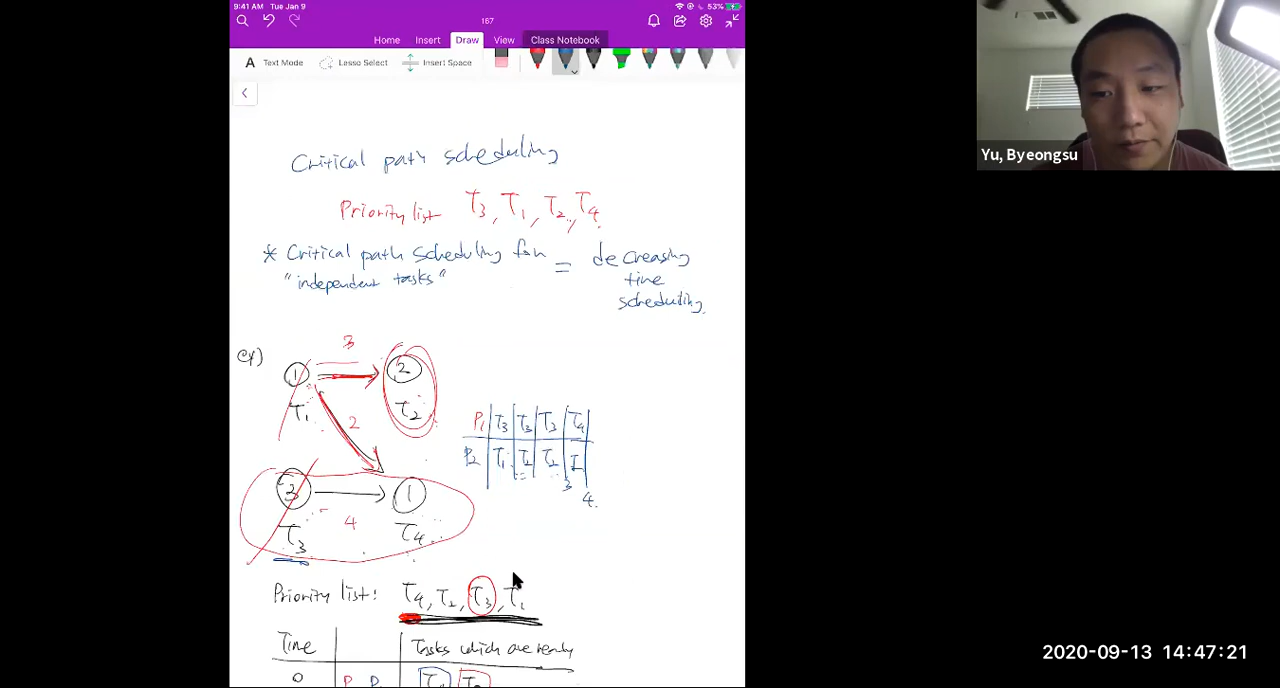 9:41 AM Tue Jan 9
53%
167
Home Insert Draw View Class Notebook
A Text Mode Lasso Select Insert Space
Yu, Byeongsu
Critical path scheduling
Priority list T3, T1, T2, T4.
* Critical path scheduling for = decreasing
"independent tasks" time
scheduling.
ex)
3
1 2
T1 T2
2
P1 T3 T3 T3 T4
P2 T1 T2 T2
3
4
3 1
4
T3 T4
Priority list: T4, T2, T3, T1
Time Tasks which are ready
0 P P
2020-09-13 14:47:21